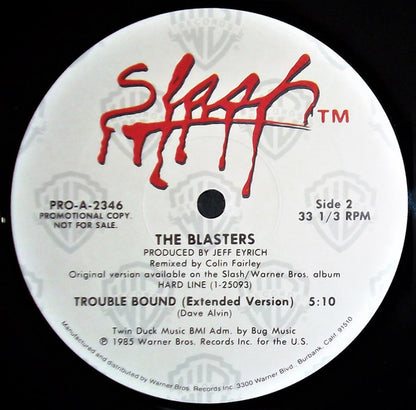 Slash™
PRO-A-2346
PROMOTIONAL COPY.
NOT FOR SALE.
Side 2
33 1/3 RPM
THE BLASTERS
PRODUCED BY JEFF EYRICH
Remixed by Colin Fairley
Original version available on the Slash/Warner Bros. album
HARD LINE (1-25093)
TROUBLE BOUND (Extended Version) 5:10
(Dave Alvin)
Twin Duck Music BMI Adm. by Bug Music
℗ 1985 Warner Bros. Records Inc. for the U.S.
Manufactured and distributed by Warner Bros. Records Inc. 3300 Warner Blvd., Burbank, Calif. 91510